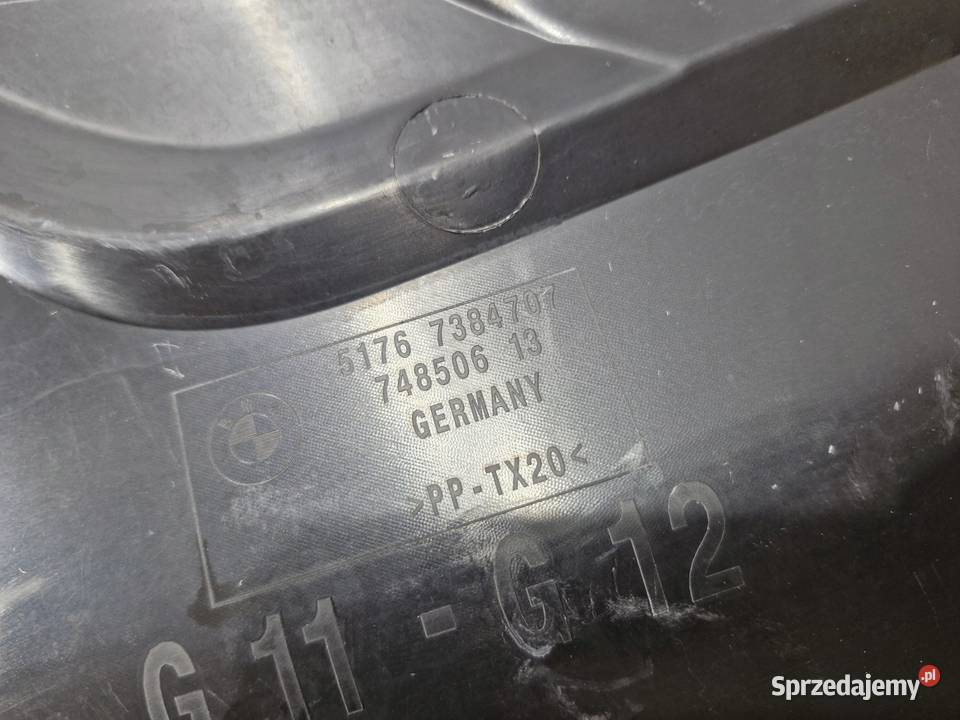 5176 7384707
748506 13
GERMANY
>PP-TX20<
G 11 - G 12
Sprzedajemy.pl